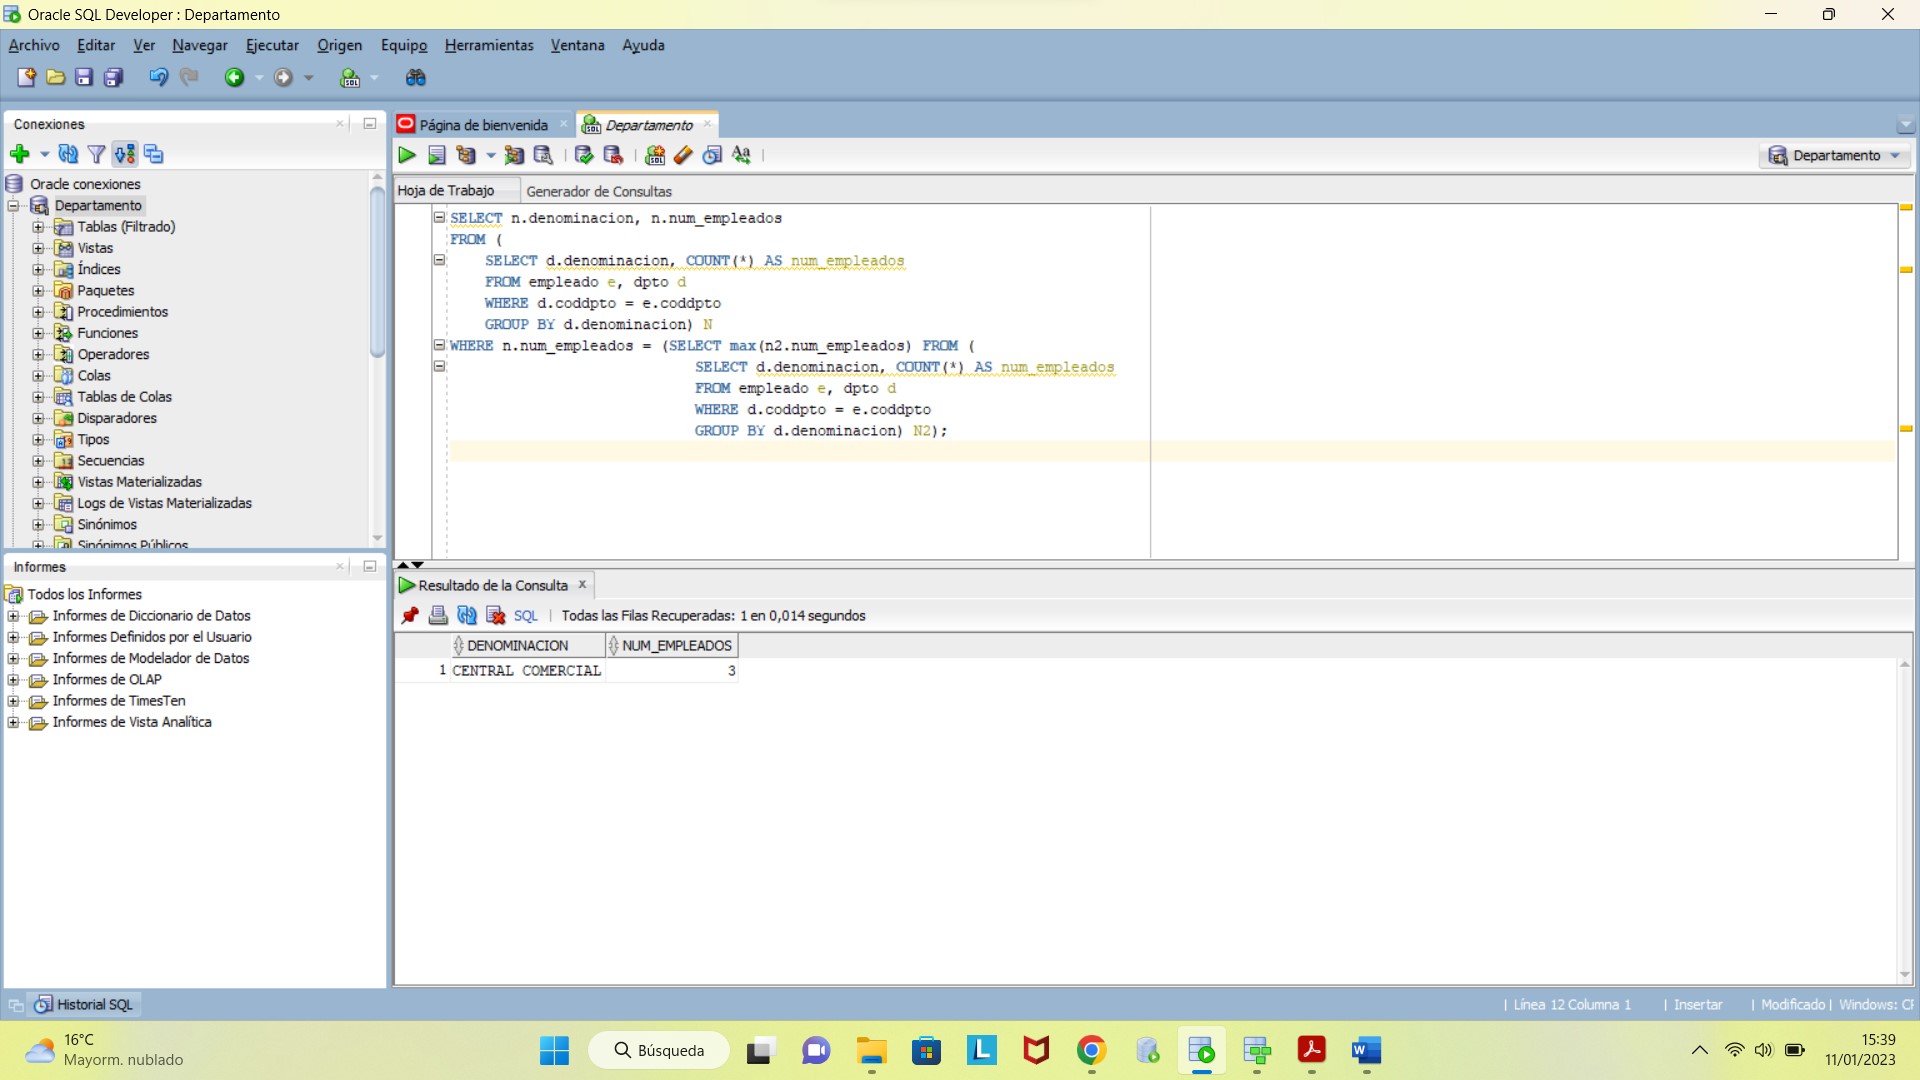 Oracle SQL Developer : Departamento
Archivo Editar Ver Navegar Ejecutar Origen Equipo Herramientas Ventana Ayuda
Conexiones
Oracle conexiones
Departamento
Tablas (Filtrado)
Vistas
Índices
Paquetes
Procedimientos
Funciones
Operadores
Colas
Tablas de Colas
Disparadores
Tipos
Secuencias
Vistas Materializadas
Logs de Vistas Materializadas
Sinónimos
Sinónimos Públicos
Informes
Todos los Informes
Informes de Diccionario de Datos
Informes Definidos por el Usuario
Informes de Modelador de Datos
Informes de OLAP
Informes de TimesTen
Informes de Vista Analítica
Historial SQL
Página de bienvenida
Departamento
Departamento
Hoja de Trabajo
Generador de Consultas
SELECT n.denominacion, n.num_empleados
FROM (
SELECT d.denominacion, COUNT(*) AS num_empleados
FROM empleado e, dpto d
WHERE d.coddpto = e.coddpto
GROUP BY d.denominacion) N
WHERE n.num_empleados = (SELECT max(n2.num_empleados) FROM (
SELECT d.denominacion, COUNT(*) AS num_empleados
FROM empleado e, dpto d
WHERE d.coddpto = e.coddpto
GROUP BY d.denominacion) N2);
Resultado de la Consulta
SQL | Todas las Filas Recuperadas: 1 en 0,014 segundos
DENOMINACION NUM_EMPLEADOS
1 CENTRAL COMERCIAL 3
| Línea 12 Columna 1 | Insertar | Modificado | Windows: CR
16°C
Mayorm. nublado
Búsqueda
15:39
11/01/2023